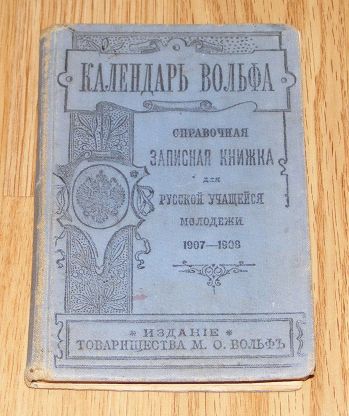 КАЛЕНДАРЬ ВОЛЬФА
СПРАВОЧНАЯ
ЗАПИСНАЯ КНИЖКА
для
РУССКОЙ УЧАЩЕЙСЯ
МОЛОДЕЖИ
1907—1908
* ИЗДАНІЕ *
ТОВАРИЩЕСТВА М. О. ВОЛЬФЪ